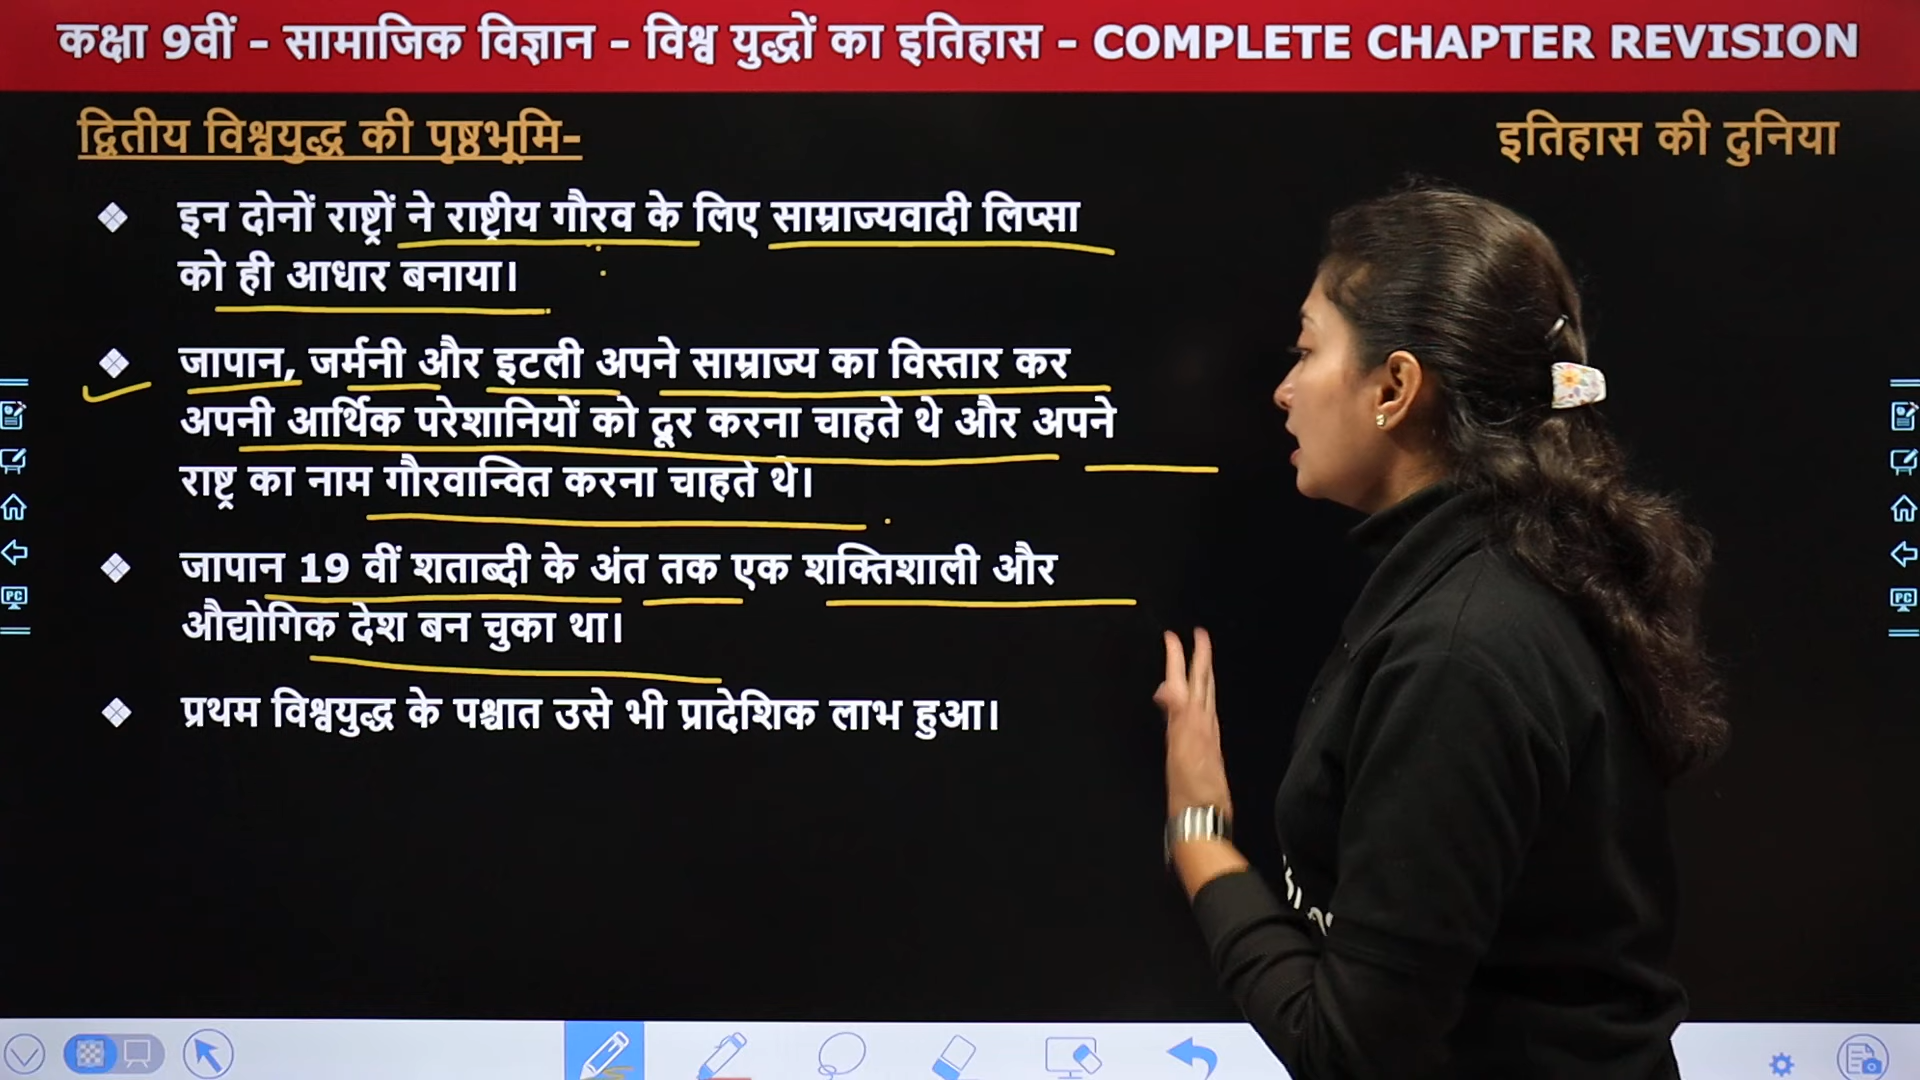 कक्षा 9वीं - सामाजिक विज्ञान - विश्व युद्धों का इतिहास - COMPLETE CHAPTER REVISION
द्वितीय विश्वयुद्ध की पृष्ठभूमि-
इतिहास की दुनिया
❖ इन दोनों राष्ट्रों ने राष्ट्रीय गौरव के लिए साम्राज्यवादी लिप्सा
को ही आधार बनाया।
❖ जापान, जर्मनी और इटली अपने साम्राज्य का विस्तार कर
अपनी आर्थिक परेशानियों को दूर करना चाहते थे और अपने
राष्ट्र का नाम गौरवान्वित करना चाहते थे।
❖ जापान 19 वीं शताब्दी के अंत तक एक शक्तिशाली और
औद्योगिक देश बन चुका था।
❖ प्रथम विश्वयुद्ध के पश्चात उसे भी प्रादेशिक लाभ हुआ।
PC
PC